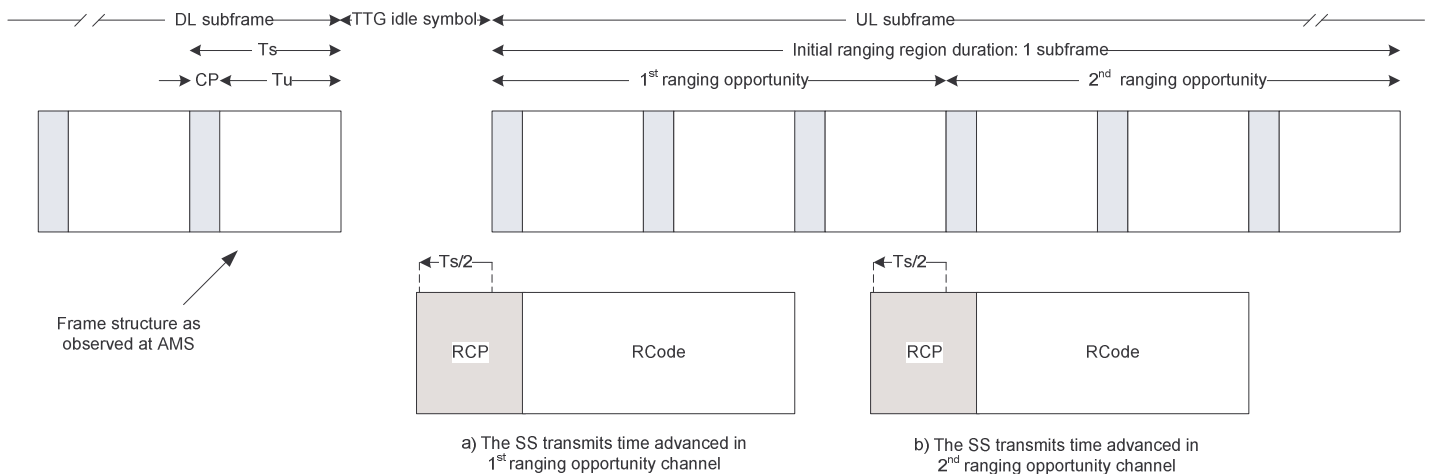 DL subframe TTG idle symbol UL subframe
Ts Initial ranging region duration: 1 subframe
CP Tu 1st ranging opportunity 2nd ranging opportunity
Ts/2 Ts/2
Frame structure as
observed at AMS
RCP RCode RCP RCode
a) The SS transmits time advanced in
1st ranging opportunity channel
b) The SS transmits time advanced in
2nd ranging opportunity channel